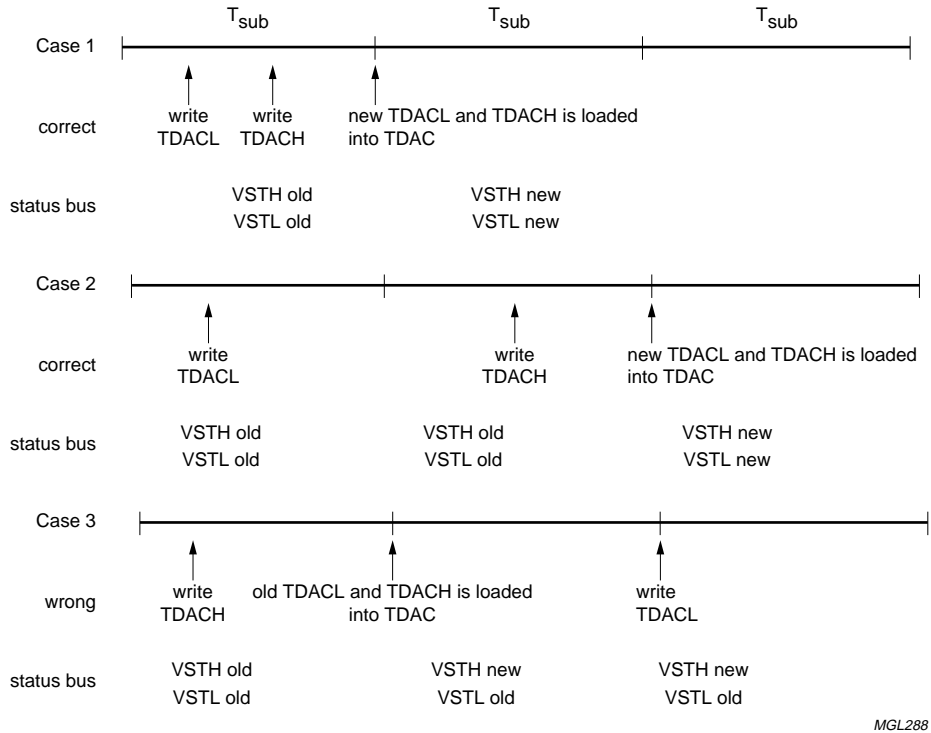 T_sub T_sub T_sub
Case 1
correct
write write new TDACL and TDACH is loaded
TDACL TDACH into TDAC
status bus
VSTH old VSTH new
VSTL old VSTL new
Case 2
correct
write write new TDACL and TDACH is loaded
TDACL TDACH into TDAC
status bus
VSTH old VSTH old VSTH new
VSTL old VSTL old VSTL new
Case 3
wrong
write old TDACL and TDACH is loaded write
TDACH into TDAC TDACL
status bus
VSTH old VSTH new VSTH new
VSTL old VSTL old VSTL old
MGL288